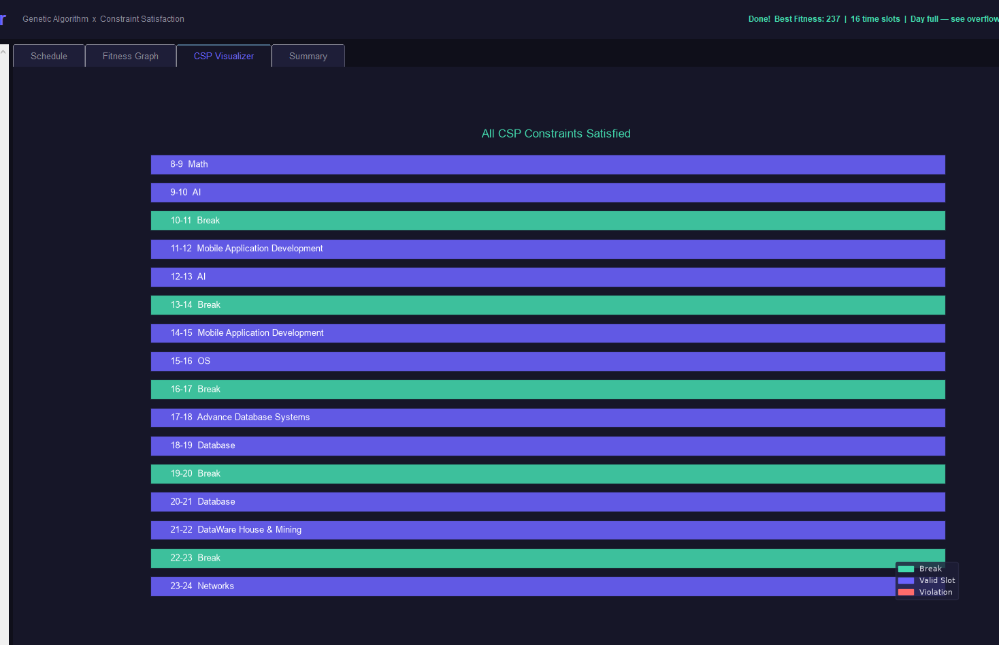 r Genetic Algorithm x Constraint Satisfaction Done! Best Fitness: 237 | 16 time slots | Day full — see overflow
Schedule Fitness Graph CSP Visualizer Summary
All CSP Constraints Satisfied
8-9 Math
9-10 AI
10-11 Break
11-12 Mobile Application Development
12-13 AI
13-14 Break
14-15 Mobile Application Development
15-16 OS
16-17 Break
17-18 Advance Database Systems
18-19 Database
19-20 Break
20-21 Database
21-22 DataWare House & Mining
22-23 Break
23-24 Networks
Break
Valid Slot
Violation